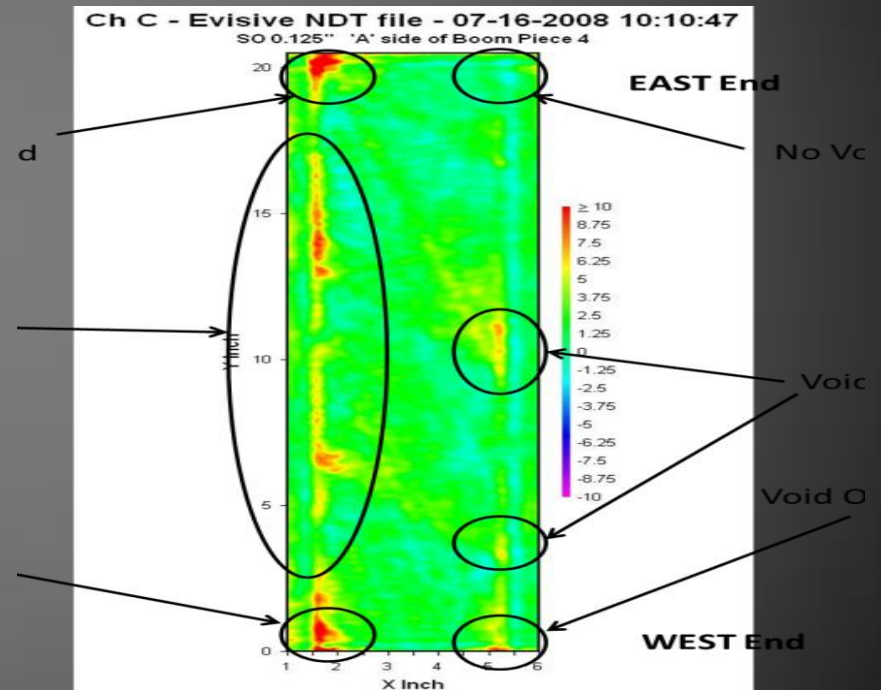 Ch C - Evisive NDT file - 07-16-2008 10:10:47
SO 0.125" 'A' side of Boom Piece 4
EAST End
No
20
15
10
5
0
Y Inch
≥ 10
8.75
7.5
6.25
5
3.75
2.5
1.25
0
-1.25
-2.5
-3.75
-5
-6.25
-7.5
-8.75
-10
Void
WEST End
1 2 3 4 5 6
X Inch